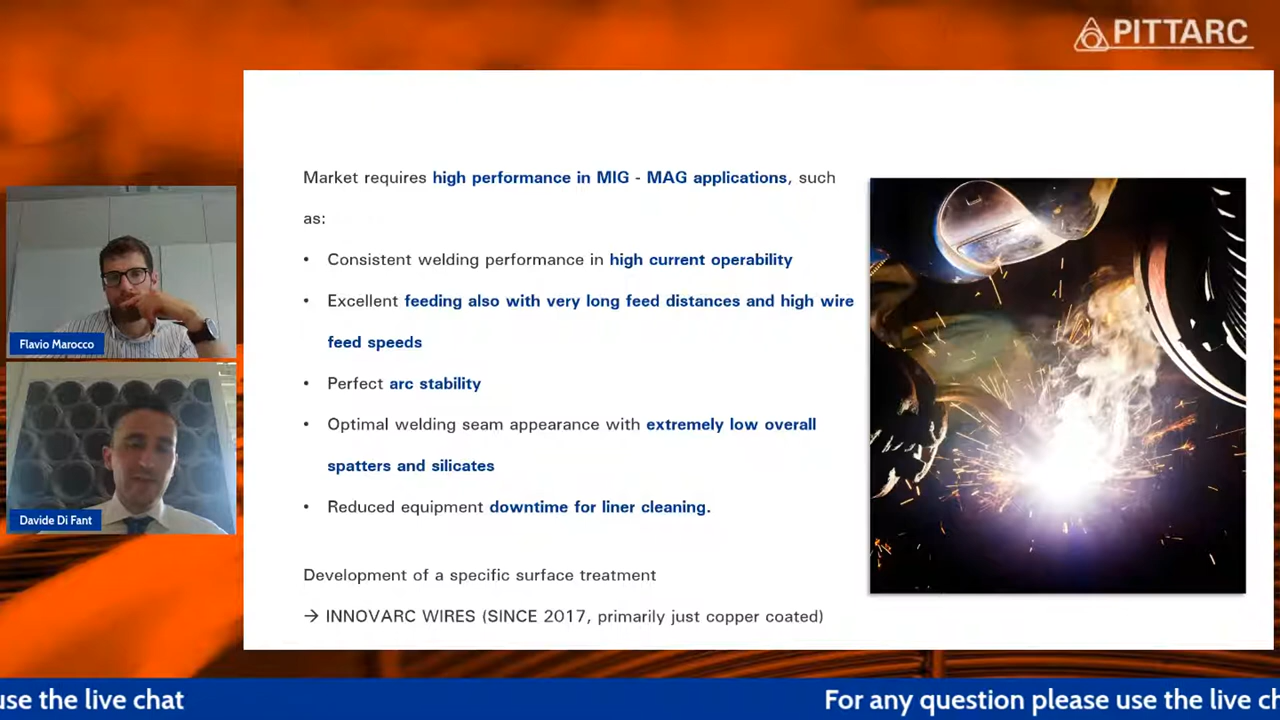 PITTARC
Market requires high performance in MIG - MAG applications, such
as:
• Consistent welding performance in high current operability
• Excellent feeding also with very long feed distances and high wire
feed speeds
• Perfect arc stability
• Optimal welding seam appearance with extremely low overall
spatters and silicates
• Reduced equipment downtime for liner cleaning.
Development of a specific surface treatment
→ INNOVARC WIRES (SINCE 2017, primarily just copper coated)
Flavio Marocco
Davide Di Fant
use the live chat
For any question please use the live ch